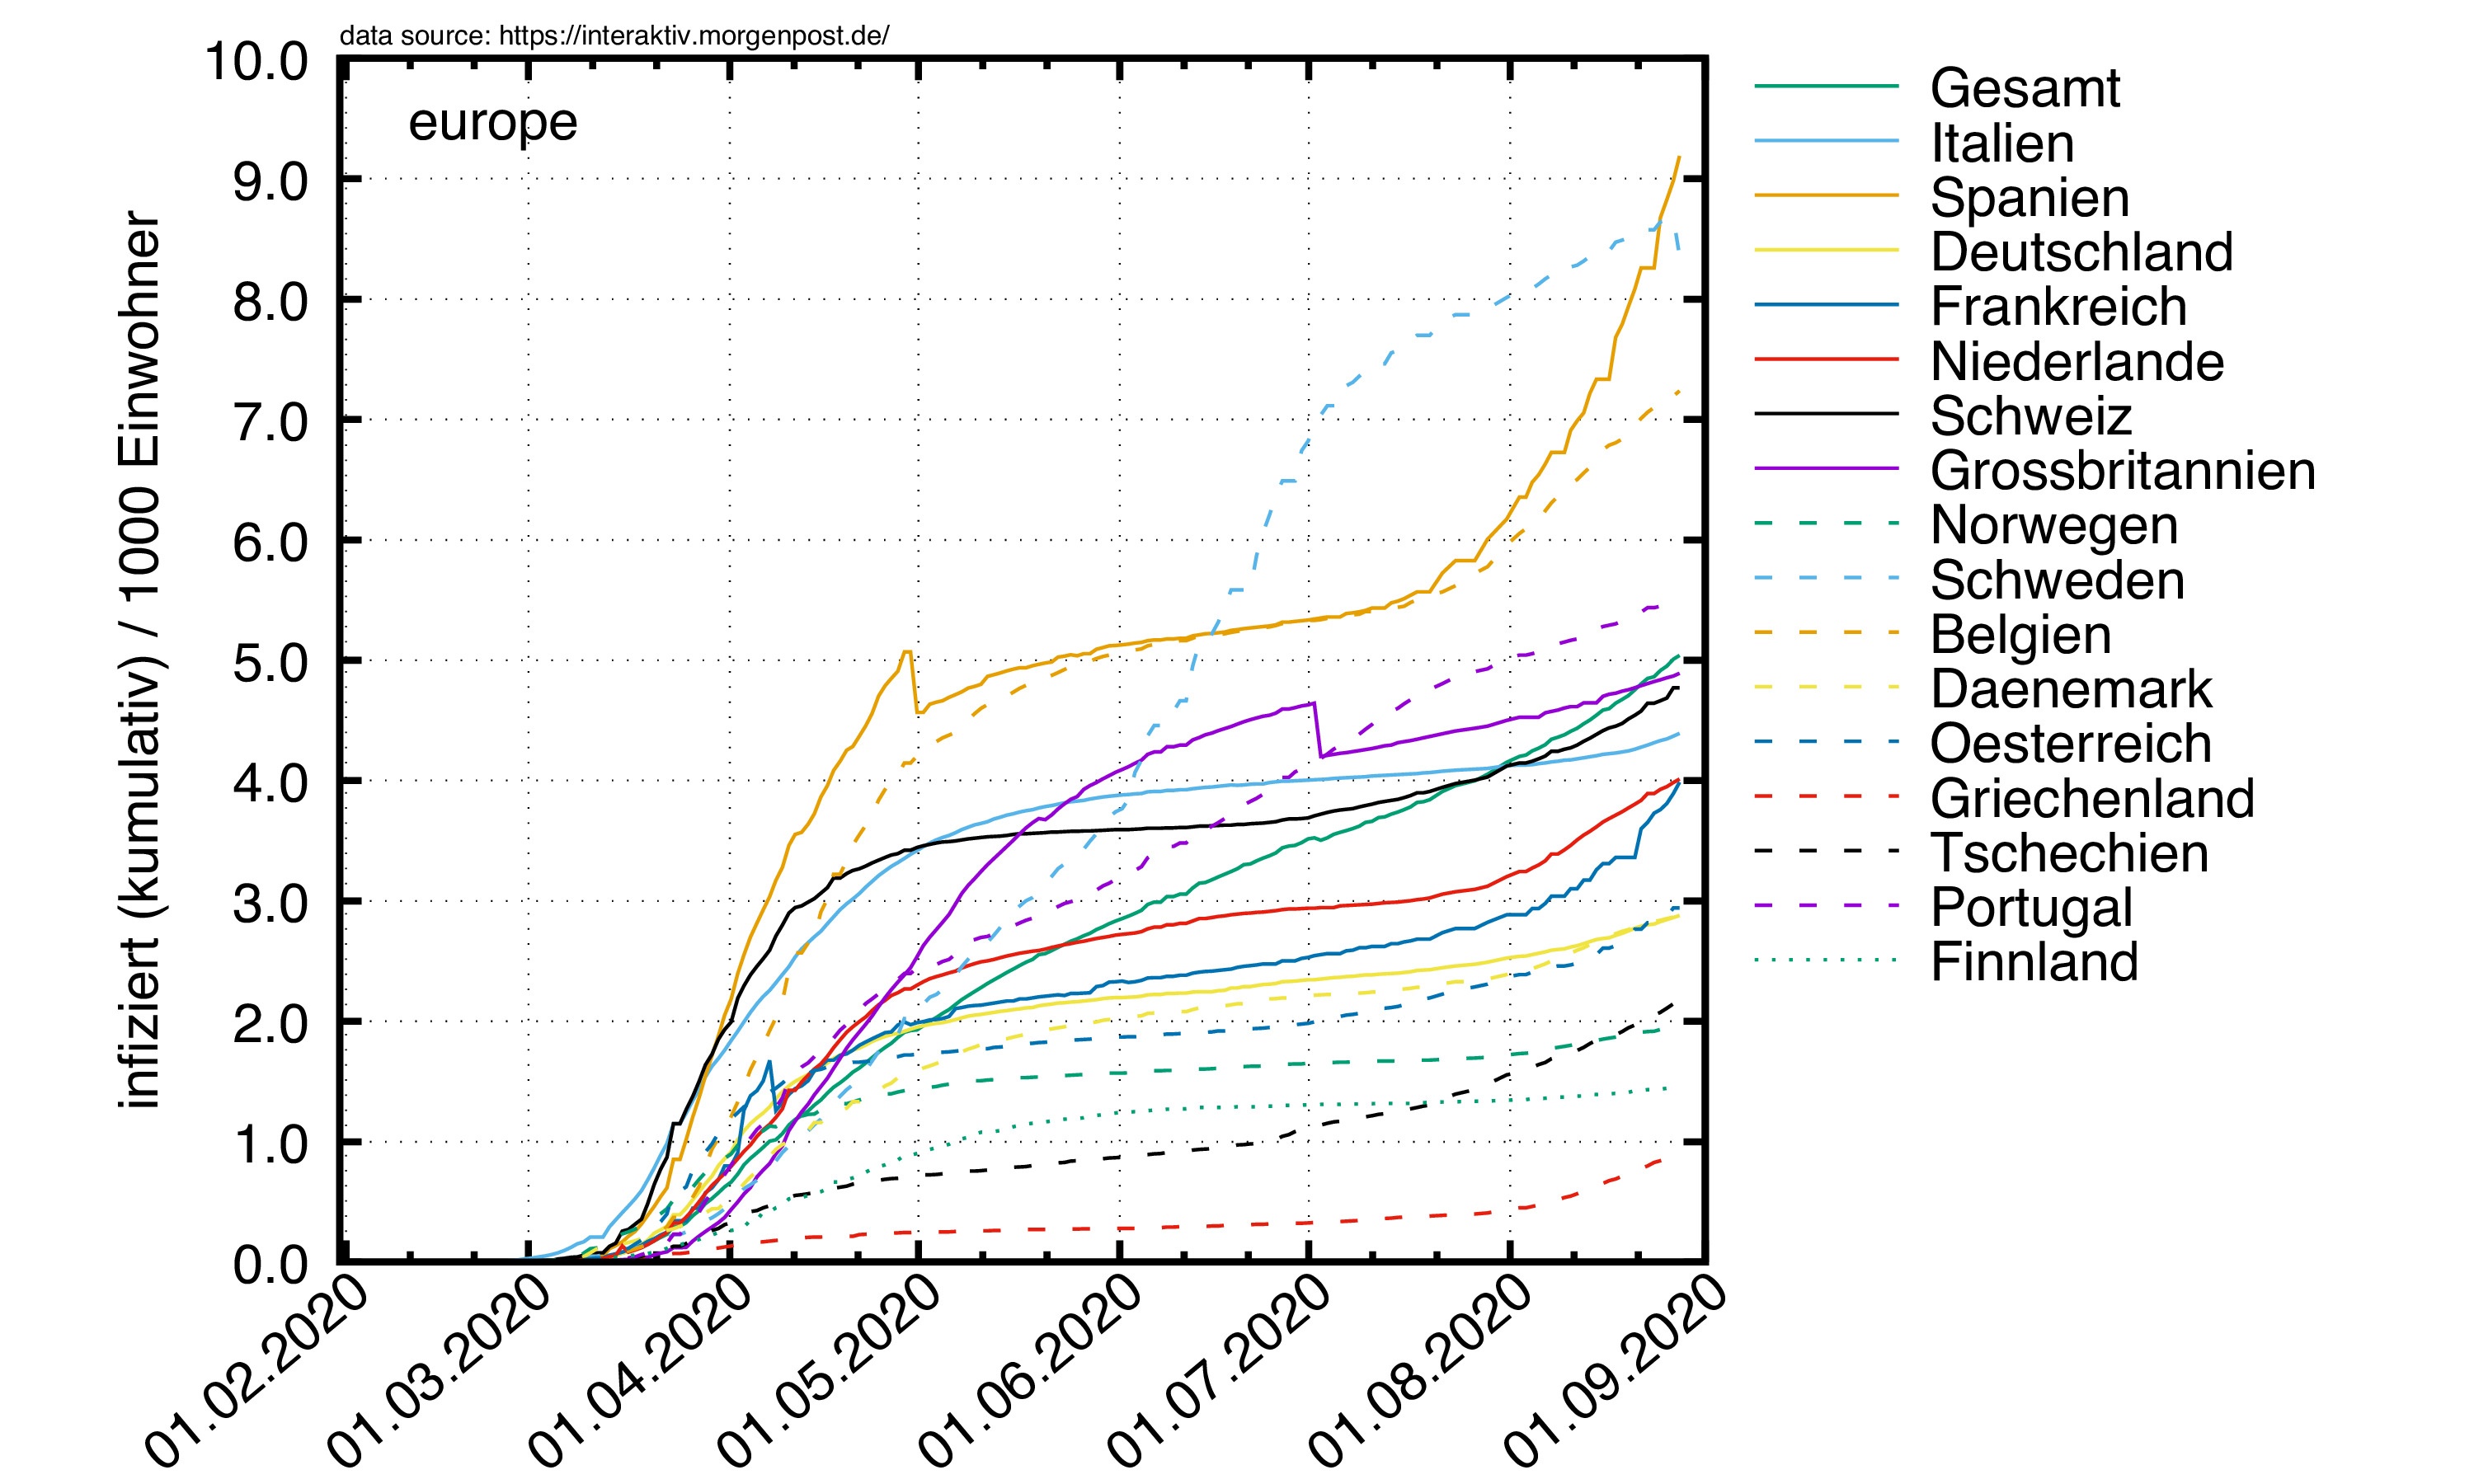 data source: https://interaktiv.morgenpost.de/
europe
infiziert (kumulativ) / 1000 Einwohner
10.0
9.0
8.0
7.0
6.0
5.0
4.0
3.0
2.0
1.0
0.0
01.02.2020
01.03.2020
01.04.2020
01.05.2020
01.06.2020
01.07.2020
01.08.2020
01.09.2020
Gesamt
Italien
Spanien
Deutschland
Frankreich
Niederlande
Schweiz
Grossbritannien
Norwegen
Schweden
Belgien
Daenemark
Oesterreich
Griechenland
Tschechien
Portugal
Finnland